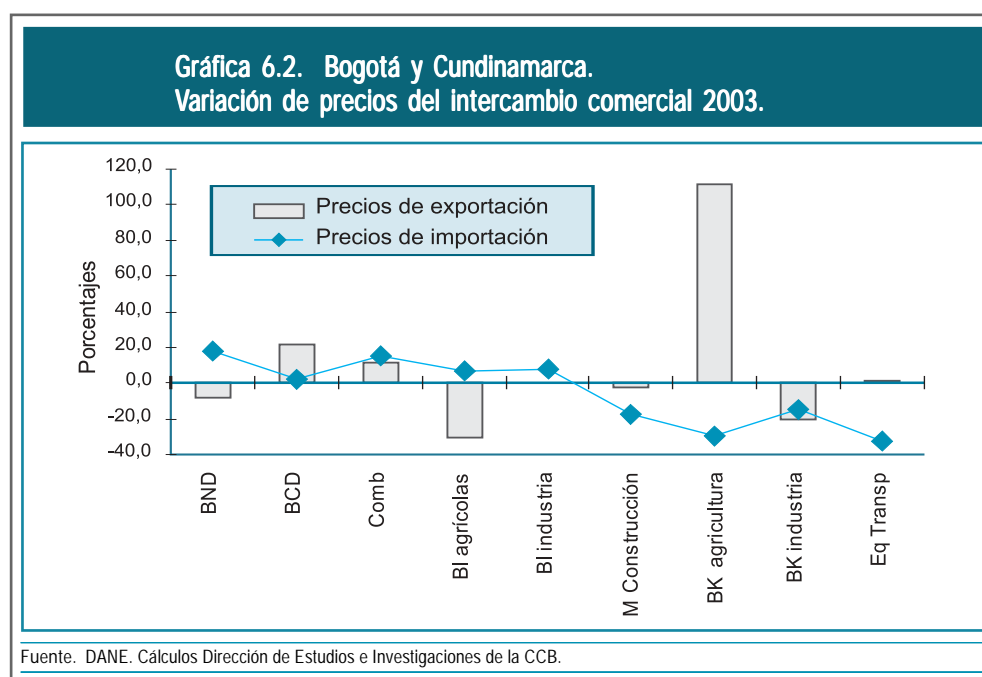 Gráfica 6.2. Bogotá y Cundinamarca.
Variación de precios del intercambio comercial 2003.
Porcentajes
120,0
100,0
80,0
60,0
40,0
20,0
0,0
-20,0
-40,0
Precios de exportación
Precios de importación
BND
BCD
Comb
BI agrícolas
BI industria
M Construcción
BK agricultura
BK industria
Eq Transp
Fuente. DANE. Cálculos Dirección de Estudios e Investigaciones de la CCB.